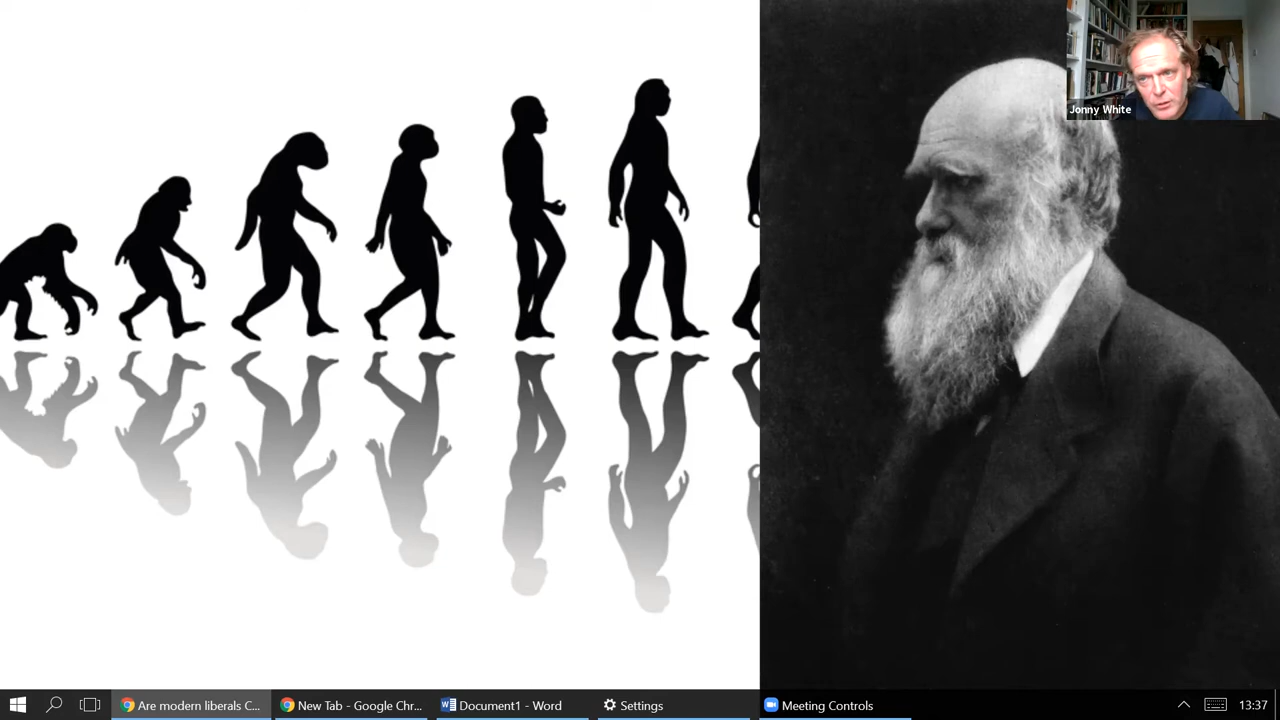 Jonny White
Are modern liberals C...
New Tab - Google Chr...
Document1 - Word
Settings
Meeting Controls
13:37